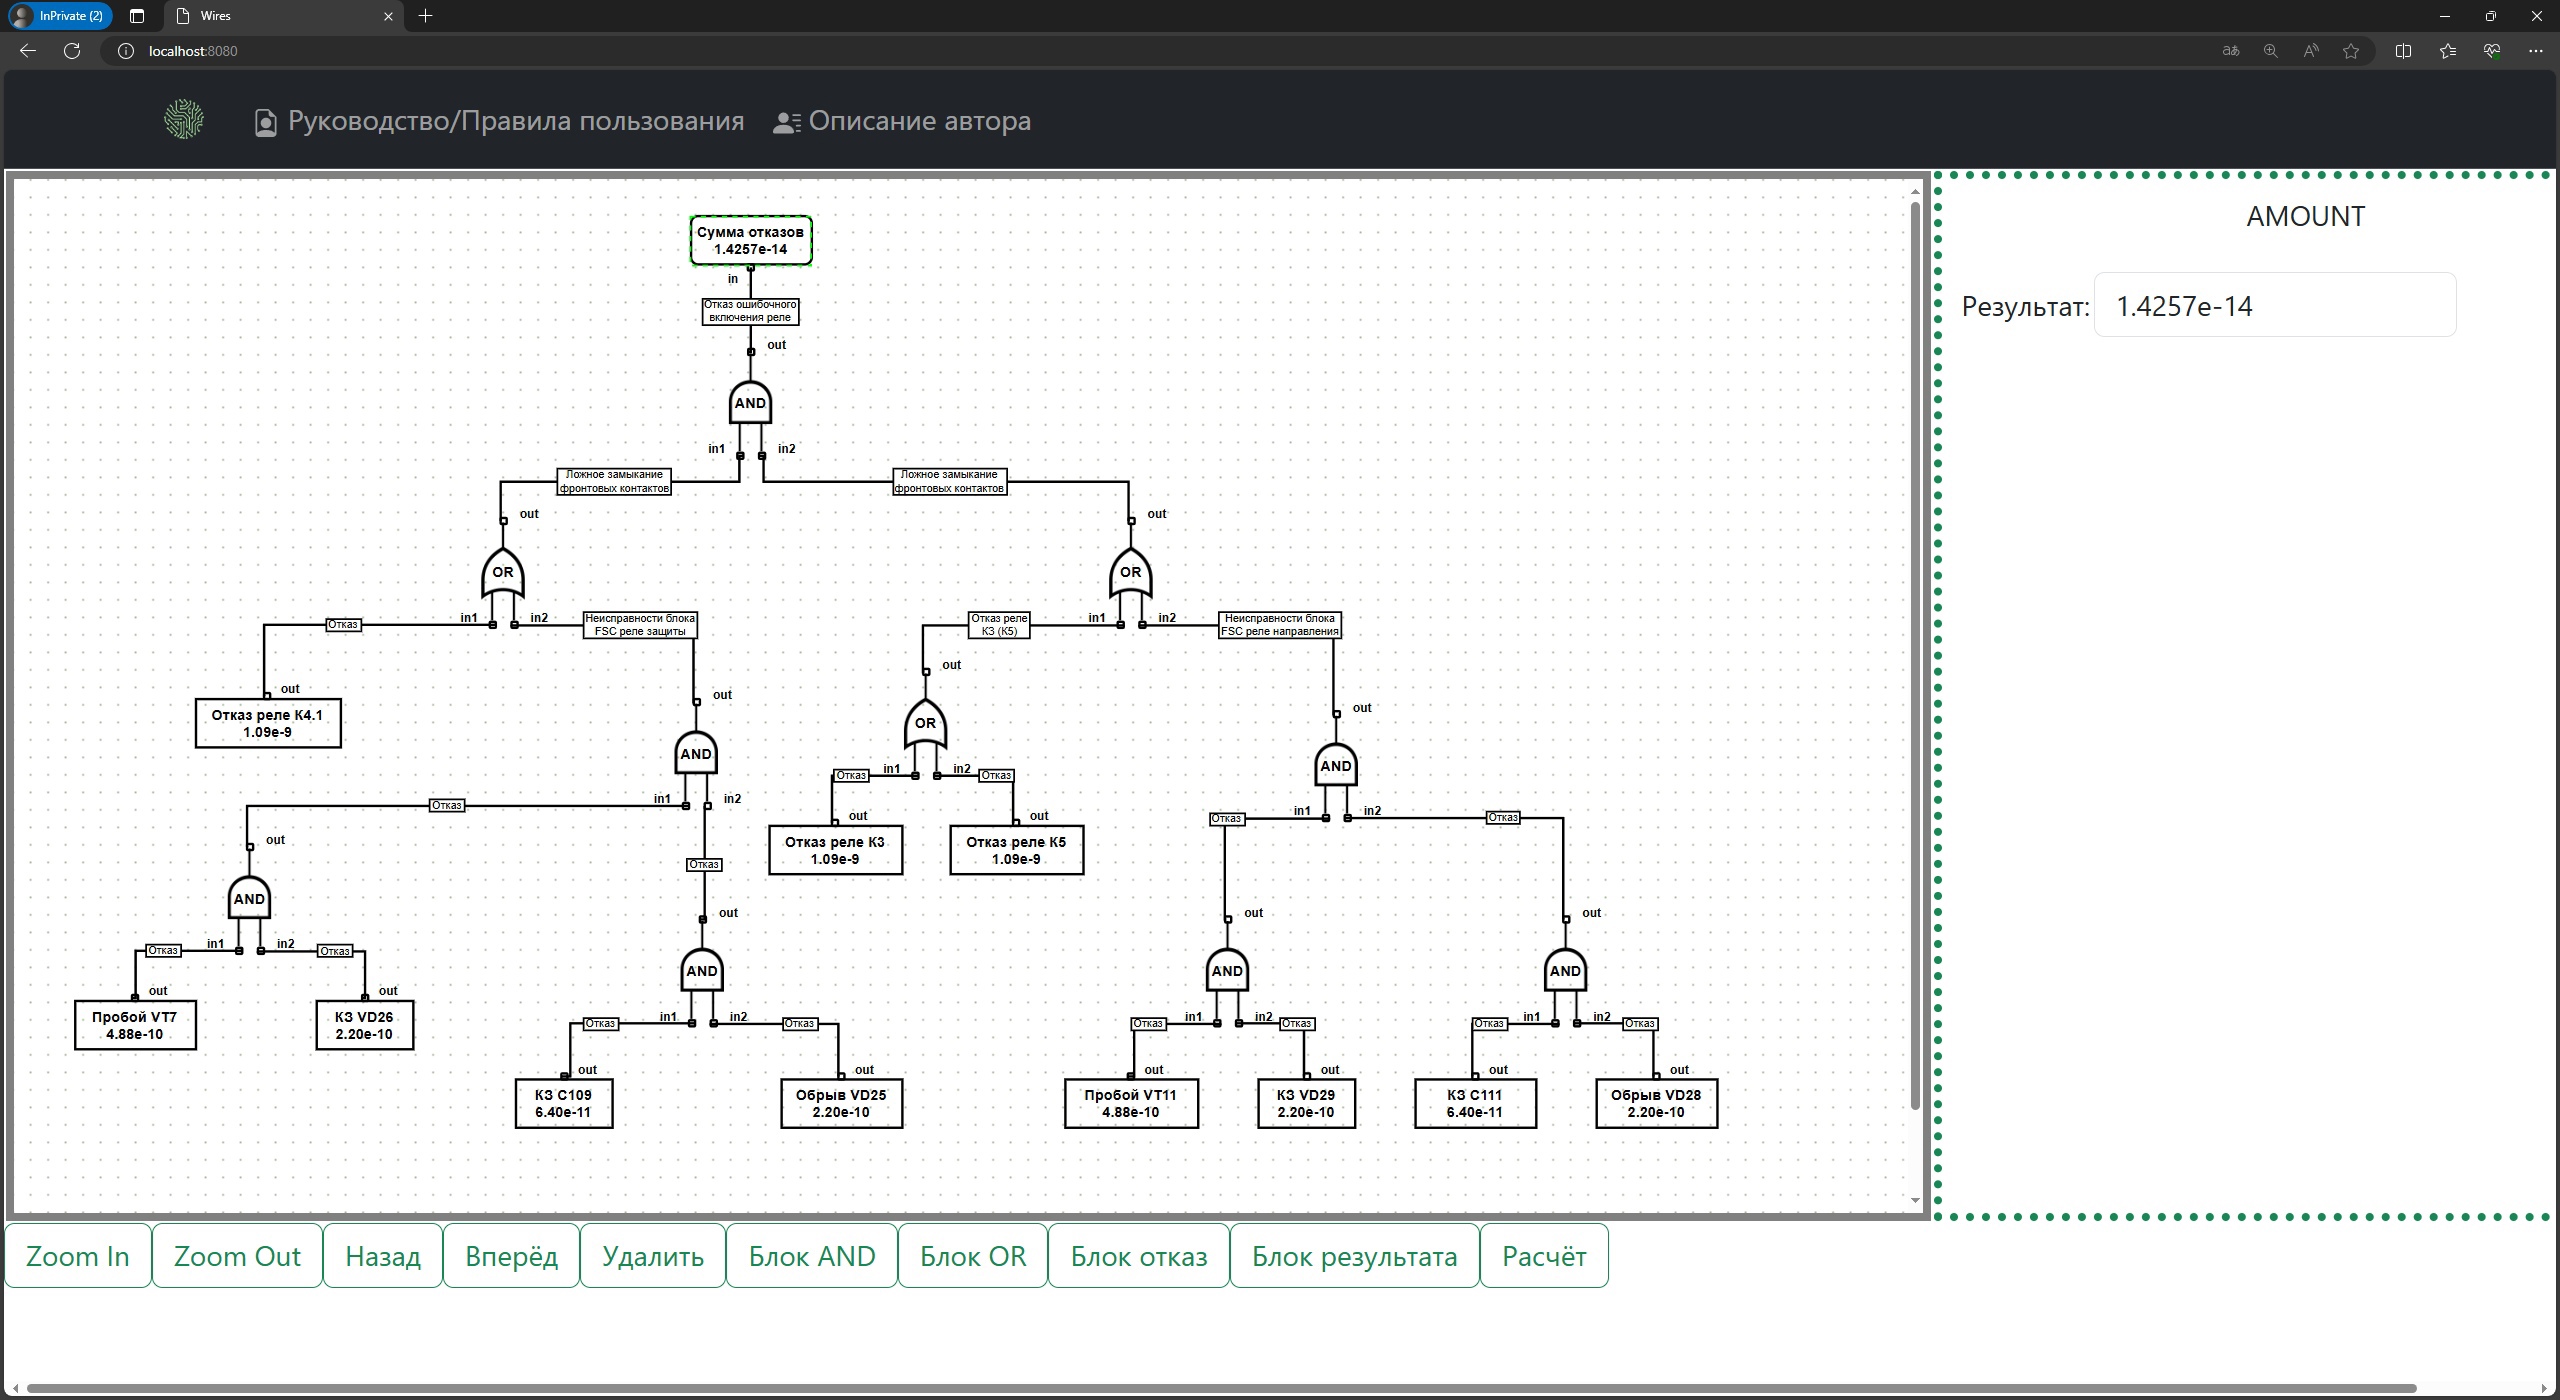 InPrivate (2)
Wires
localhost:8080
Руководство/Правила пользования
Описание автора
Сумма отказов
1.4257e-14
in
Отказ ошибочного
включения реле
out
AND
in1
in2
Ложное замыкание
фронтовых контактов
Ложное замыкание
фронтовых контактов
out
out
OR
OR
Отказ
in1
in2
Неисправности блока
FSC реле защиты
Отказ реле
КЗ (К5)
in1
in2
Неисправности блока
FSC реле направления
out
Отказ реле К4.1
1.09e-9
out
out
out
AND
OR
AND
Отказ
in1
in2
Отказ
in1
in2
Отказ
Отказ
in1
in2
Отказ
out
Отказ
out
Отказ реле К3
1.09e-9
out
Отказ реле К5
1.09e-9
AND
out
out
out
AND
AND
AND
Отказ
in1
in2
Отказ
out
Пробой VT7
4.88e-10
out
КЗ VD26
2.20e-10
Отказ
in1
in2
Отказ
Отказ
in1
in2
Отказ
Отказ
in1
in2
Отказ
out
КЗ C109
6.40e-11
out
Обрыв VD25
2.20e-10
out
Пробой VT11
4.88e-10
out
КЗ VD29
2.20e-10
out
КЗ C111
6.40e-11
out
Обрыв VD28
2.20e-10
AMOUNT
Результат:
1.4257e-14
Zoom In
Zoom Out
Назад
Вперёд
Удалить
Блок AND
Блок OR
Блок отказ
Блок результата
Расчёт